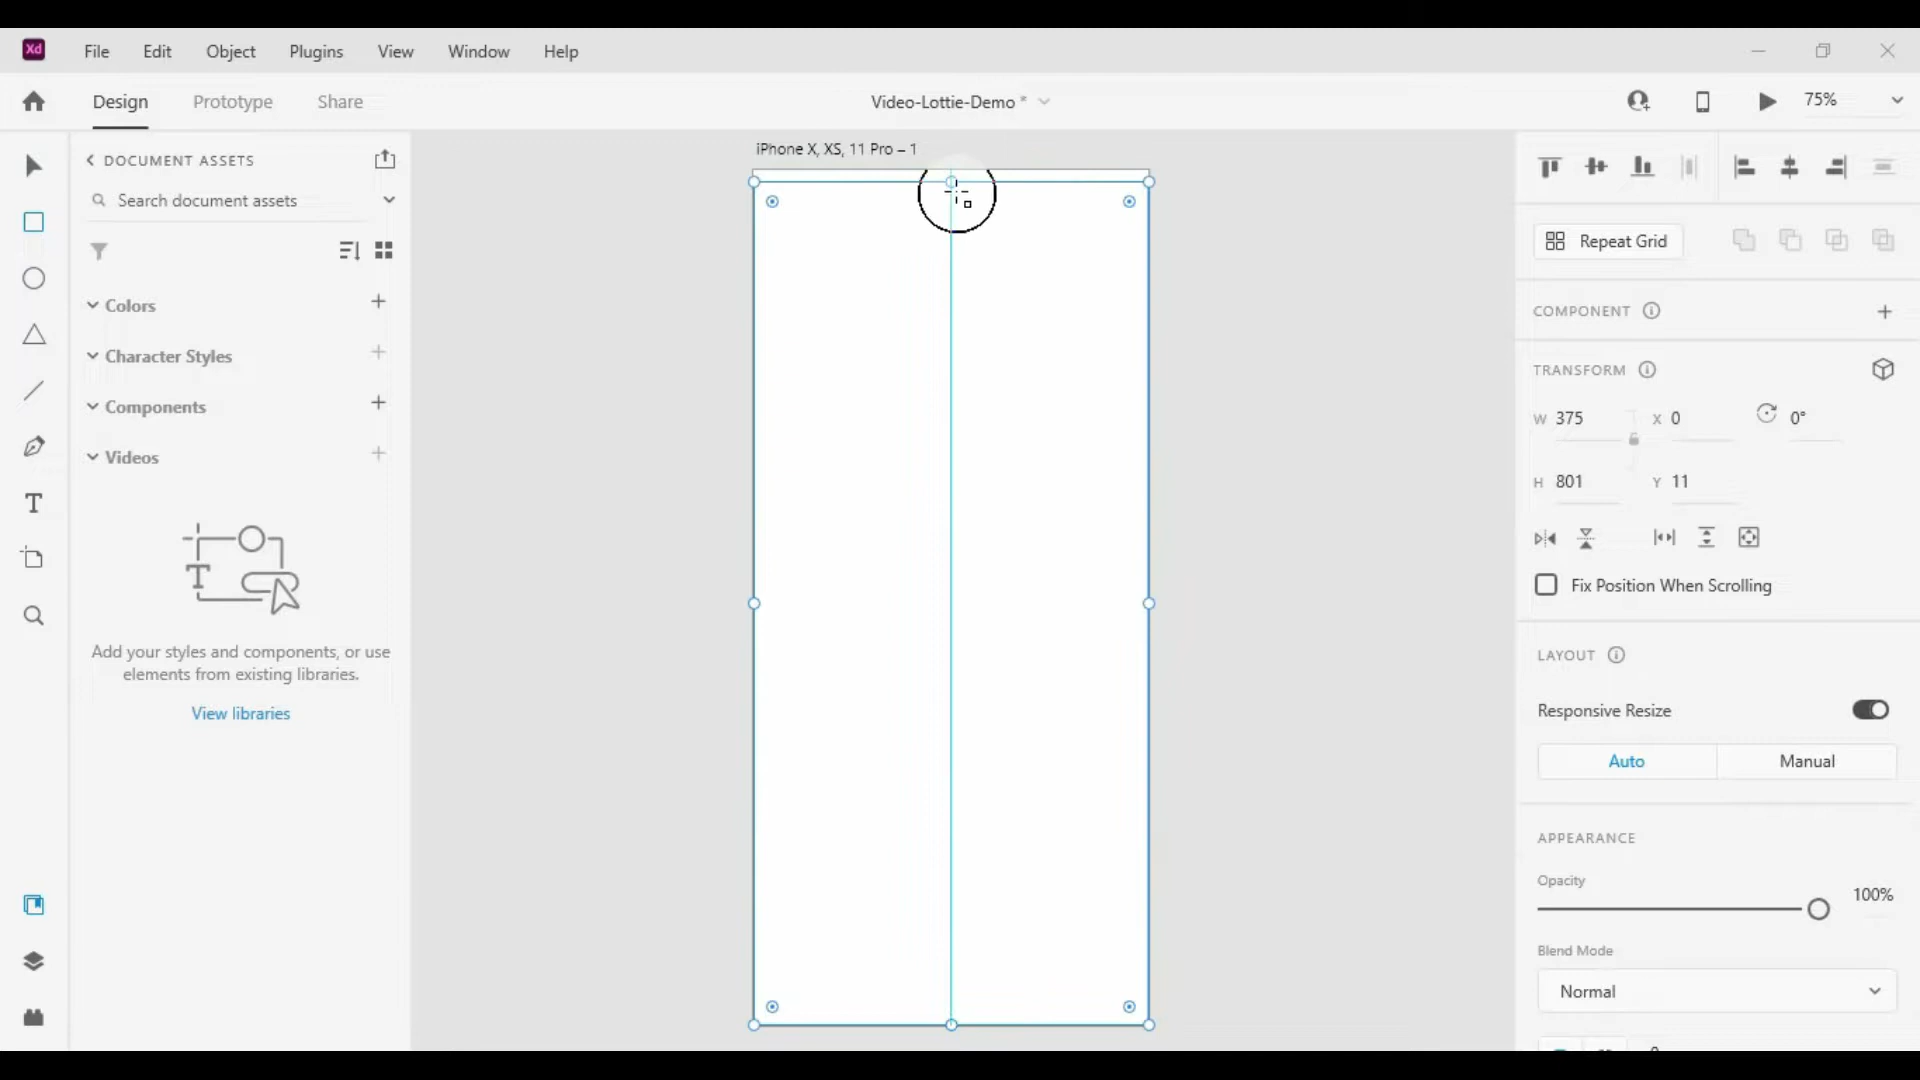 Xd
File Edit Object Plugins View Window Help
Design Prototype Share
Video-Lottie-Demo *
75%
DOCUMENT ASSETS
Search document assets
Colors
Character Styles
Components
Videos
T
T
Add your styles and components, or use
elements from existing libraries.
View libraries
iPhone X, XS, 11 Pro – 1
Repeat Grid
COMPONENT
TRANSFORM
W 375 X 0 0°
H 801 Y 11
Fix Position When Scrolling
LAYOUT
Responsive Resize
Auto Manual
APPEARANCE
Opacity
100%
Blend Mode
Normal